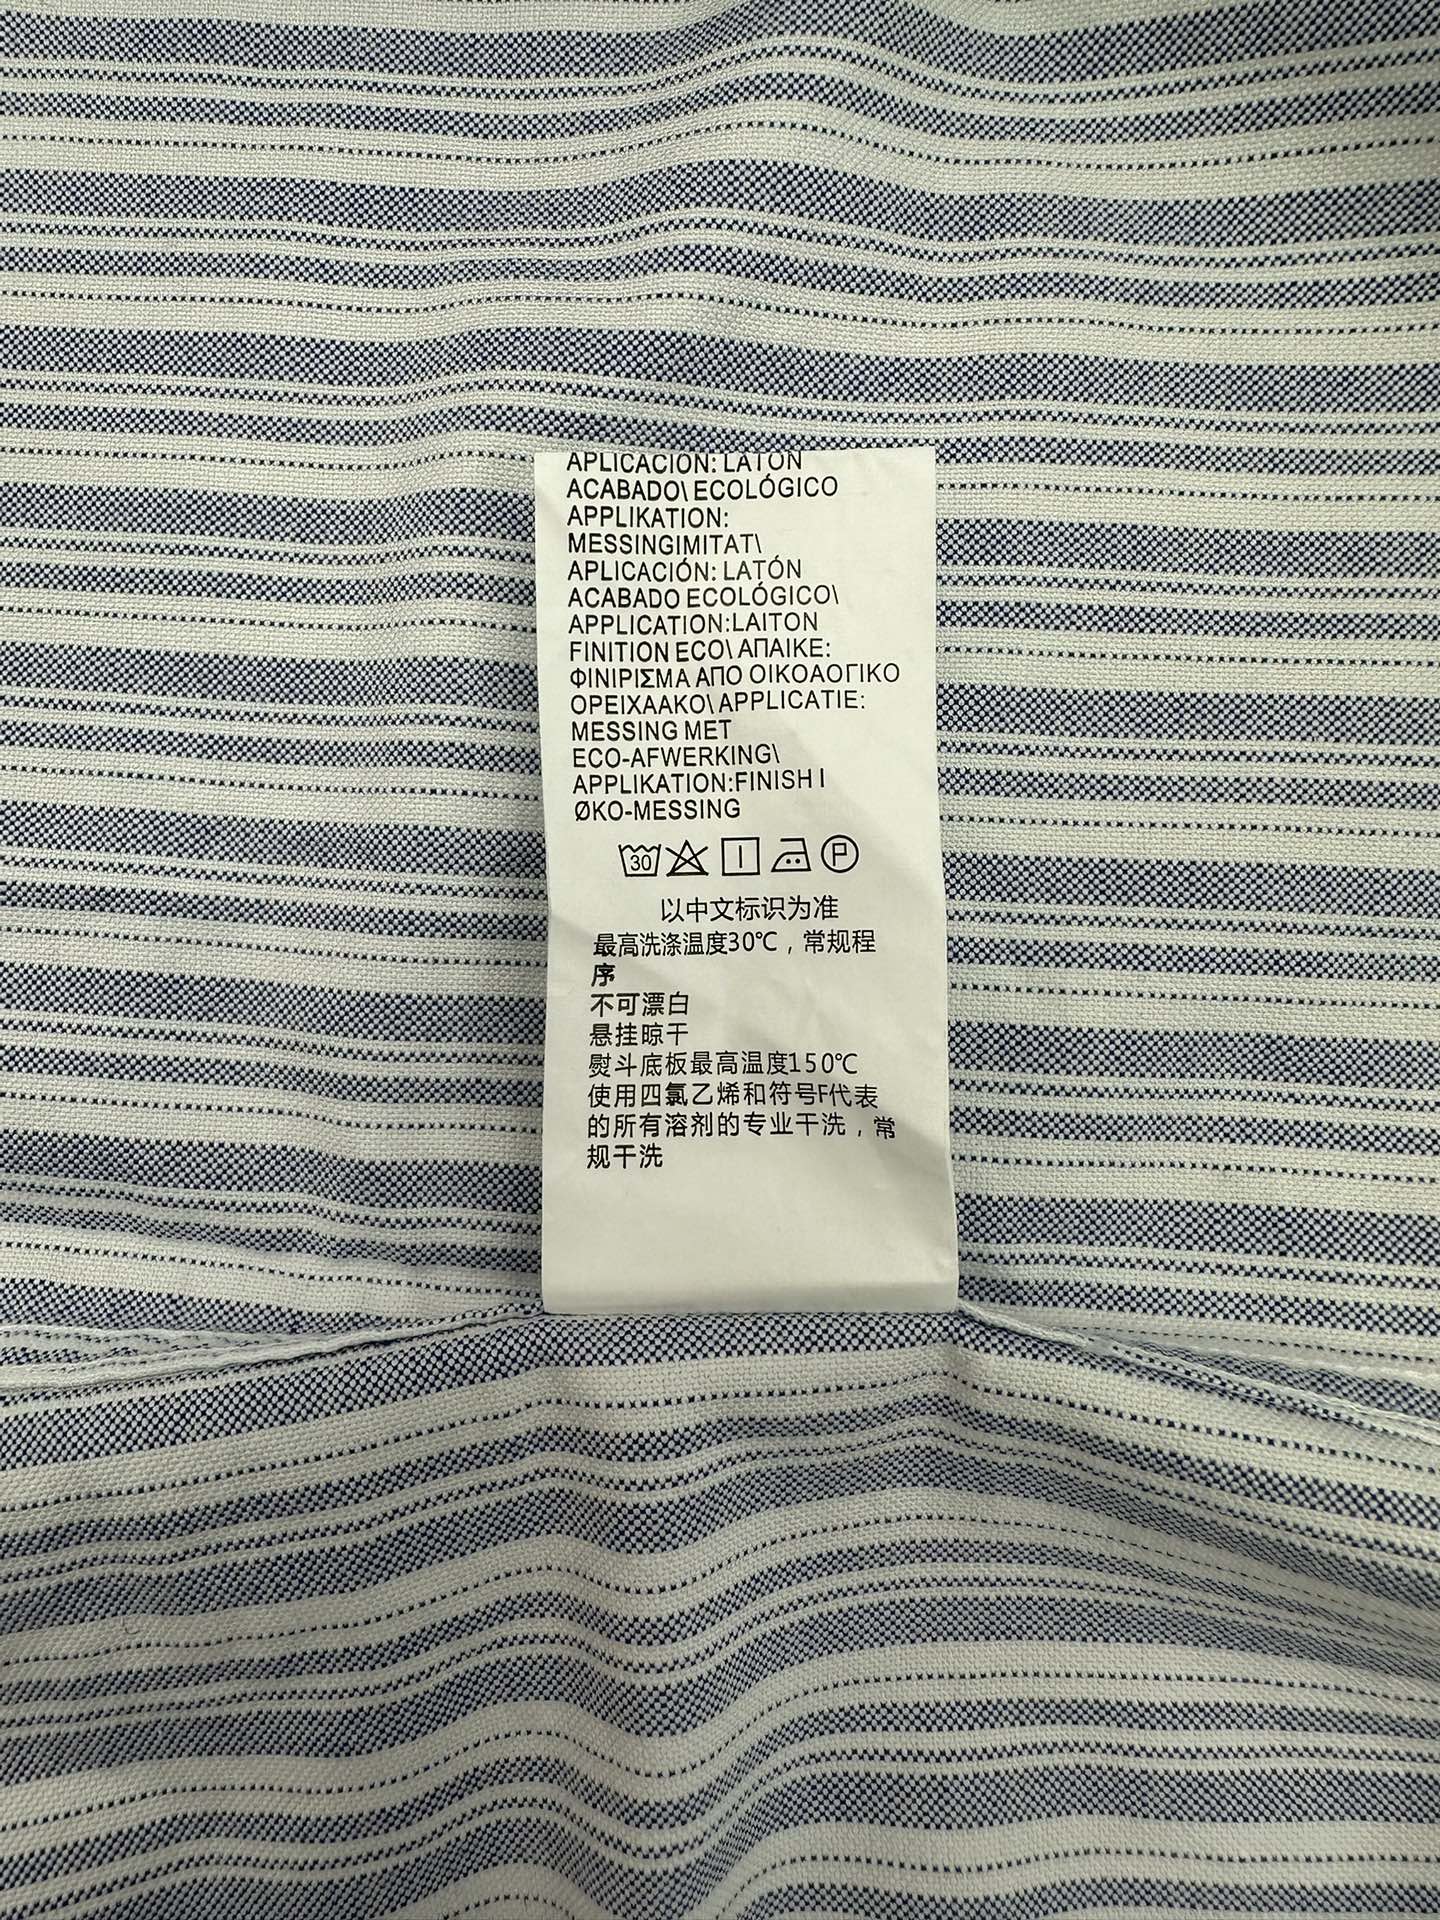 APLICACIÓN: LATÓN
ACABADO\ ECOLÓGICO
APPLIKATION:
MESSINGIMITAT\
APLICACIÓN: LATÓN
ACABADO ECOLÓGICO\
APPLICATION:LAITON
FINITION ECO\ ΑΠΑΙΚΕ:
ΦΙΝΙΡΙΣΜΑ ΑΠΟ ΟΙΚΟΑΟΓΙΚΟ
ΟΡΕΙΧΑΑΚΟ\ APPLICATIE:
MESSING MET
ECO-AFWERKING\
APPLIKATION:FINISH I
ØKO-MESSING
30 P
以中文标识为准
最高洗涤温度30℃，常规程
序
不可漂白
悬挂晾干
熨斗底板最高温度150℃
使用四氯乙烯和符号F代表
的所有溶剂的专业干洗，常
规干洗